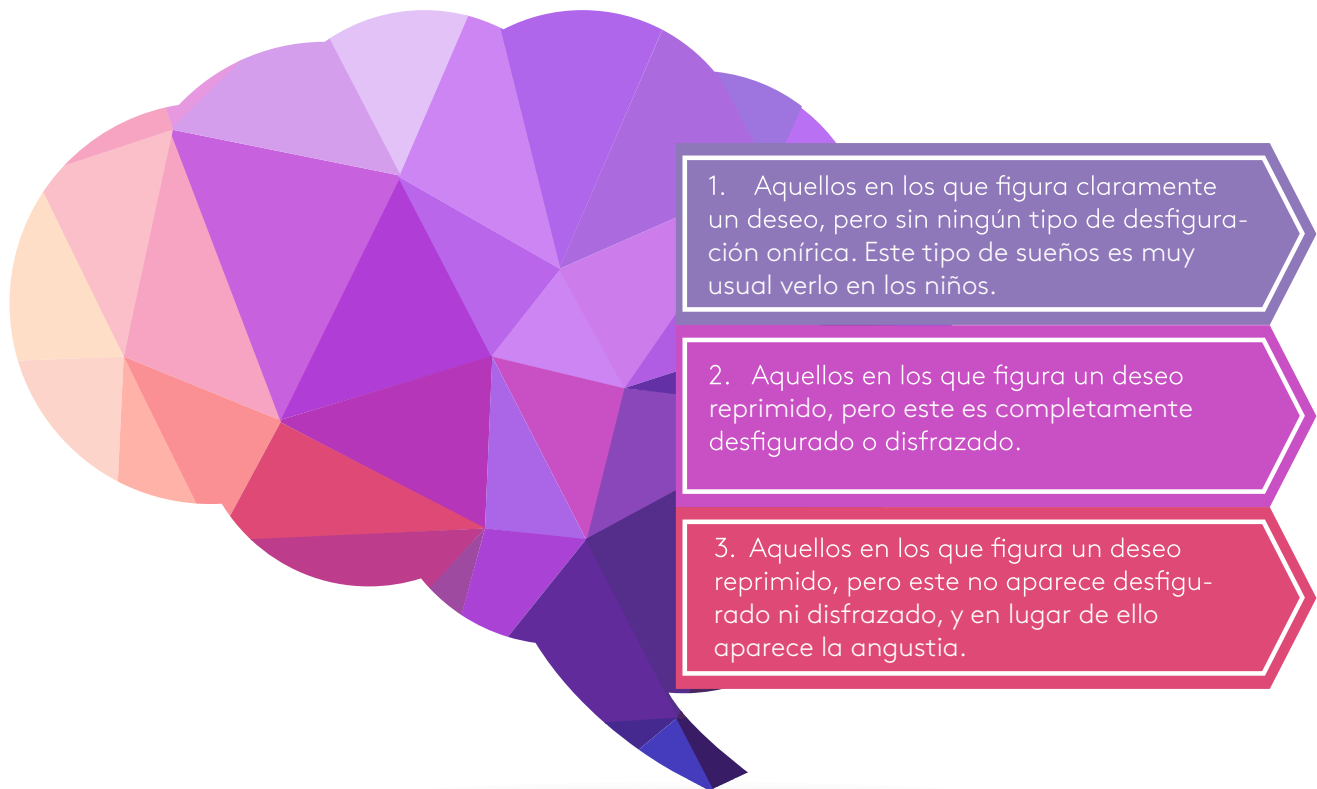 1. Aquellos en los que figura claramente
un deseo, pero sin ningún tipo de desfigura-
ción onírica. Este tipo de sueños es muy
usual verlo en los niños.
2. Aquellos en los que figura un deseo
reprimido, pero este es completamente
desfigurado o disfrazado.
3. Aquellos en los que figura un deseo
reprimido, pero este no aparece desfigu-
rado ni disfrazado, y en lugar de ello
aparece la angustia.